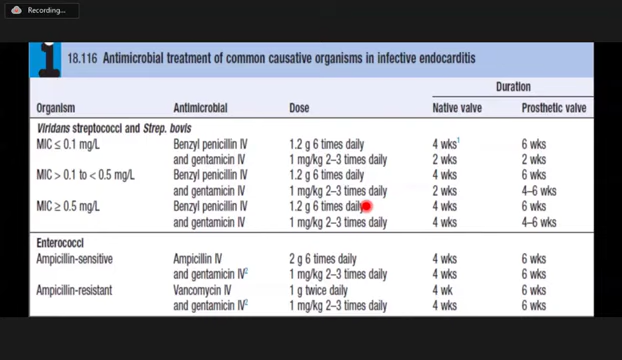 Recording...
i 18.116 Antimicrobial treatment of common causative organisms in infective endocarditis
Duration
Organism Antimicrobial Dose Native valve Prosthetic valve
Viridans streptococci and Strep. bovis
MIC ≤ 0.1 mg/L Benzyl penicillin IV 1.2 g 6 times daily 4 wks¹ 6 wks
and gentamicin IV 1 mg/kg 2–3 times daily 2 wks 2 wks
MIC > 0.1 to < 0.5 mg/L Benzyl penicillin IV 1.2 g 6 times daily 4 wks 6 wks
and gentamicin IV 1 mg/kg 2–3 times daily 2 wks 4–6 wks
MIC ≥ 0.5 mg/L Benzyl penicillin IV 1.2 g 6 times daily 4 wks 6 wks
and gentamicin IV 1 mg/kg 2–3 times daily 4 wks 4–6 wks
Enterococci
Ampicillin-sensitive Ampicillin IV 2 g 6 times daily 4 wks 6 wks
and gentamicin IV² 1 mg/kg 2–3 times daily 4 wks 6 wks
Ampicillin-resistant Vancomycin IV 1 g twice daily 4 wk 6 wks
and gentamicin IV² 1 mg/kg 2–3 times daily 4 wks 6 wks